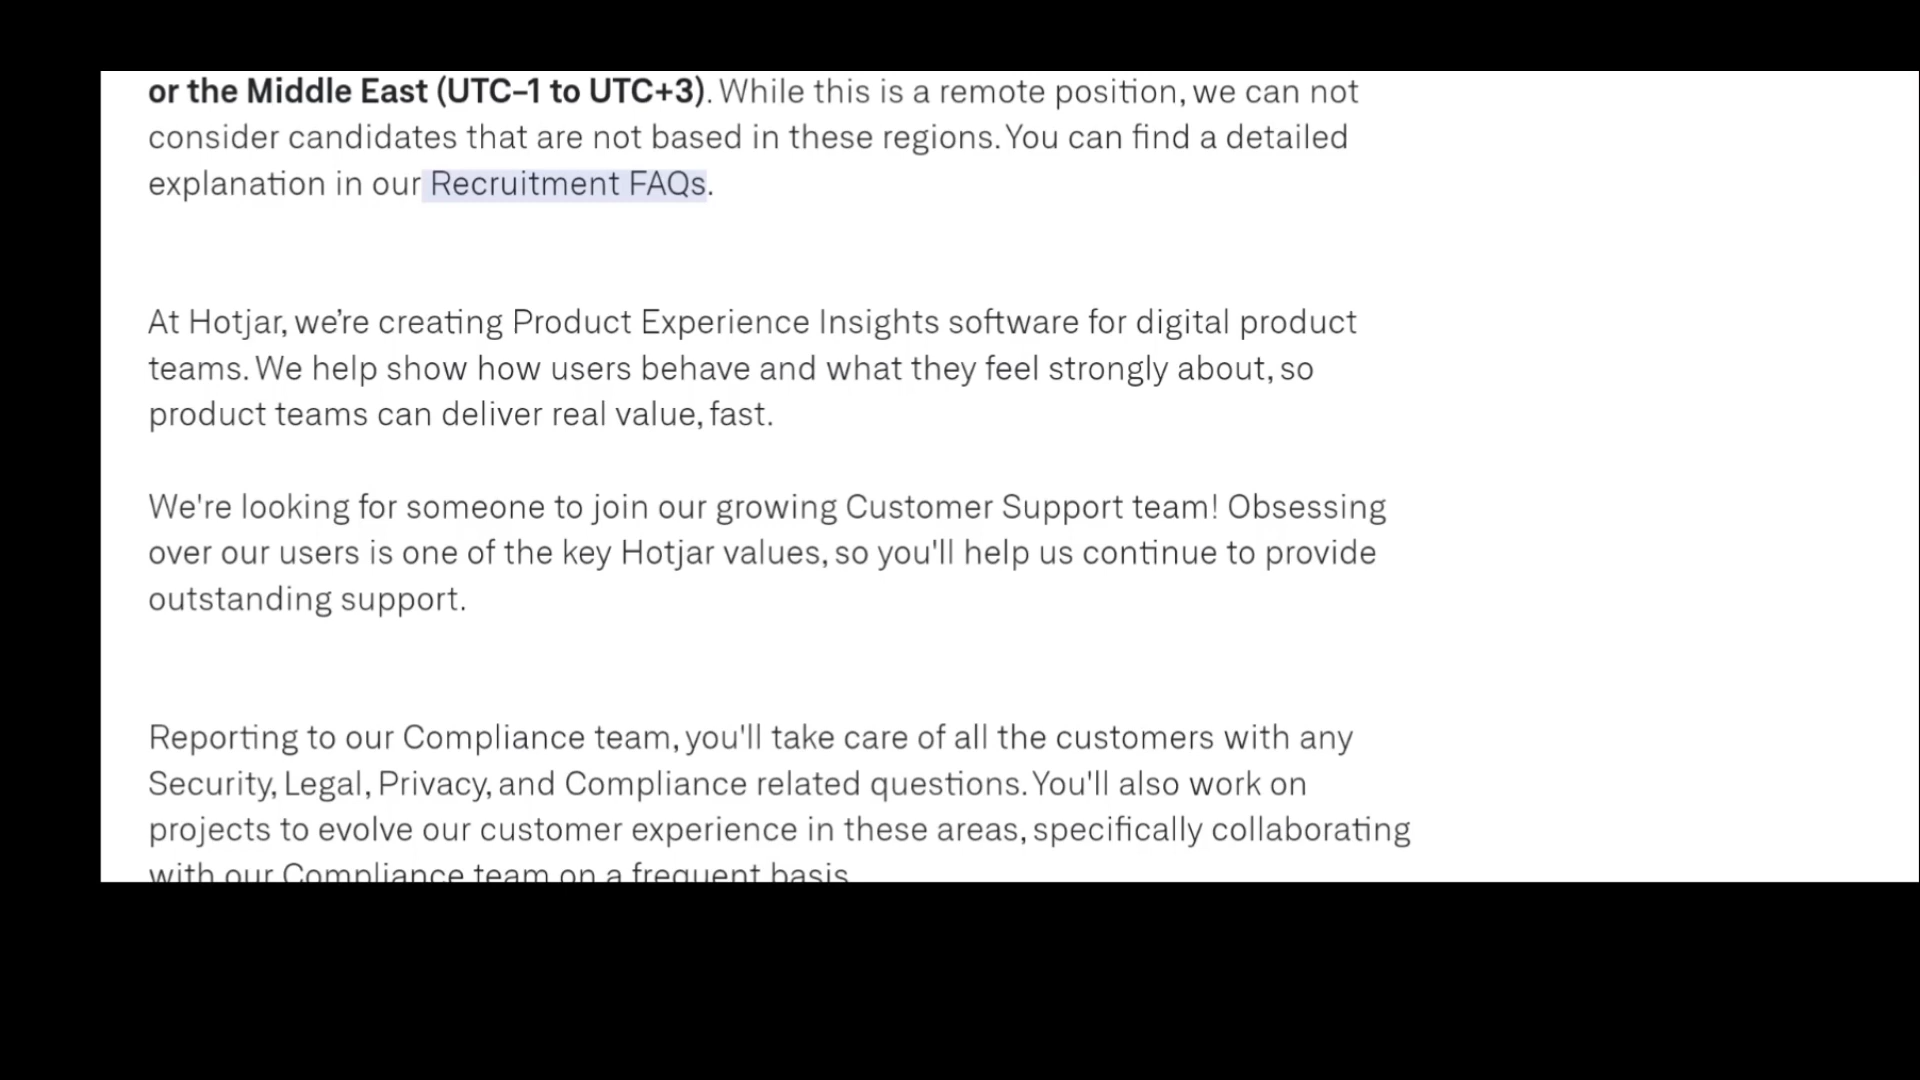 or the Middle East (UTC–1 to UTC+3). While this is a remote position, we can not
consider candidates that are not based in these regions. You can find a detailed
explanation in our Recruitment FAQs.
At Hotjar, we’re creating Product Experience Insights software for digital product
teams. We help show how users behave and what they feel strongly about, so
product teams can deliver real value, fast.
We're looking for someone to join our growing Customer Support team! Obsessing
over our users is one of the key Hotjar values, so you'll help us continue to provide
outstanding support.
Reporting to our Compliance team, you'll take care of all the customers with any
Security, Legal, Privacy, and Compliance related questions. You'll also work on
projects to evolve our customer experience in these areas, specifically collaborating
with our Compliance team on a frequent basis